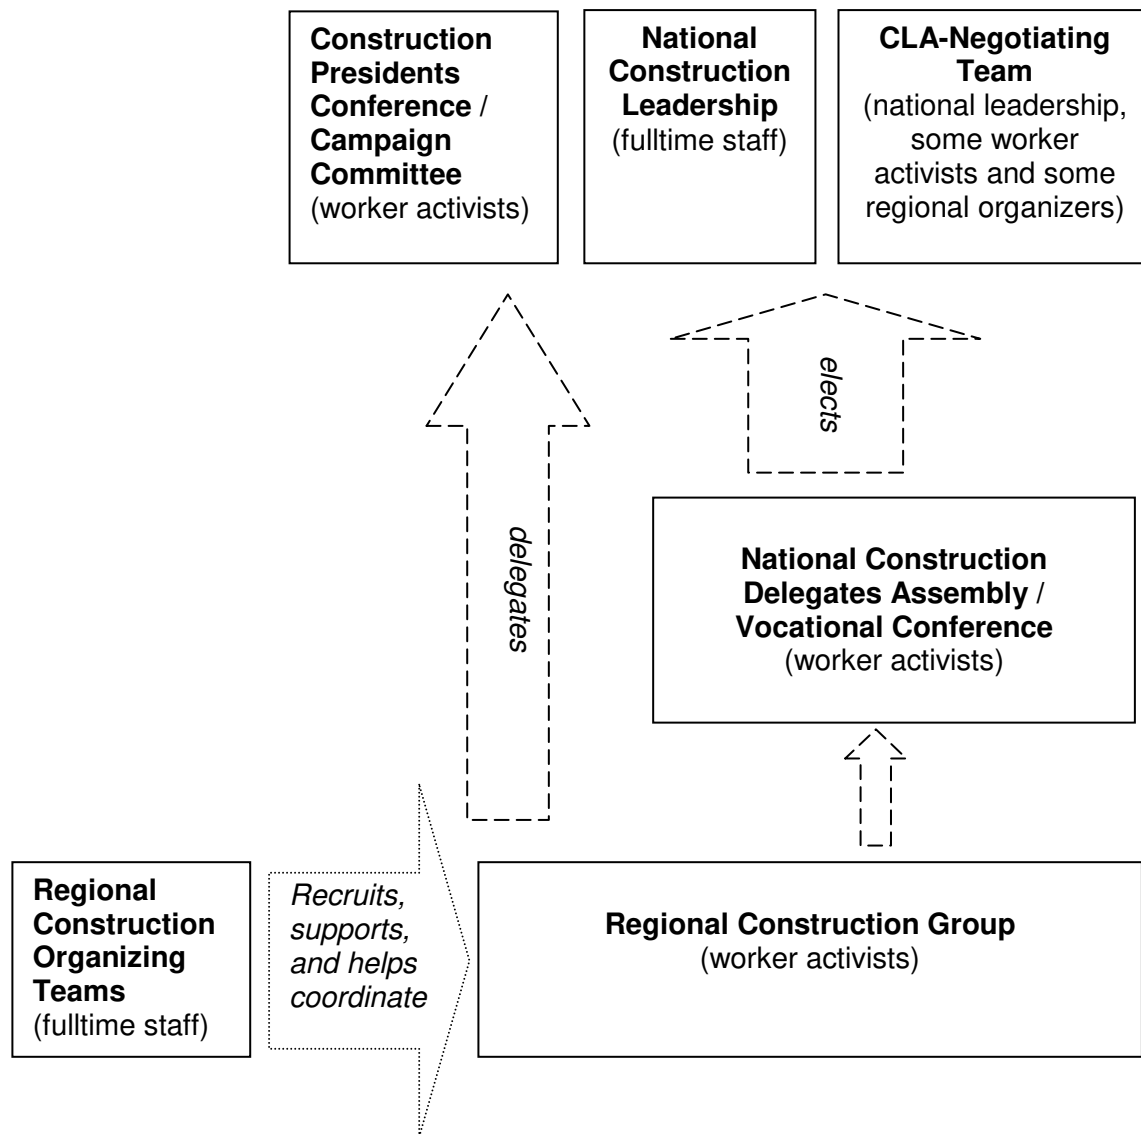 Construction
Presidents
Conference /
Campaign
Committee
(worker activists)
National
Construction
Leadership
(fulltime staff)
CLA-Negotiating
Team
(national leadership,
some worker
activists and some
regional organizers)
elects
delegates
National Construction
Delegates Assembly /
Vocational Conference
(worker activists)
Regional
Construction
Organizing
Teams
(fulltime staff)
Recruits,
supports,
and helps
coordinate
Regional Construction Group
(worker activists)